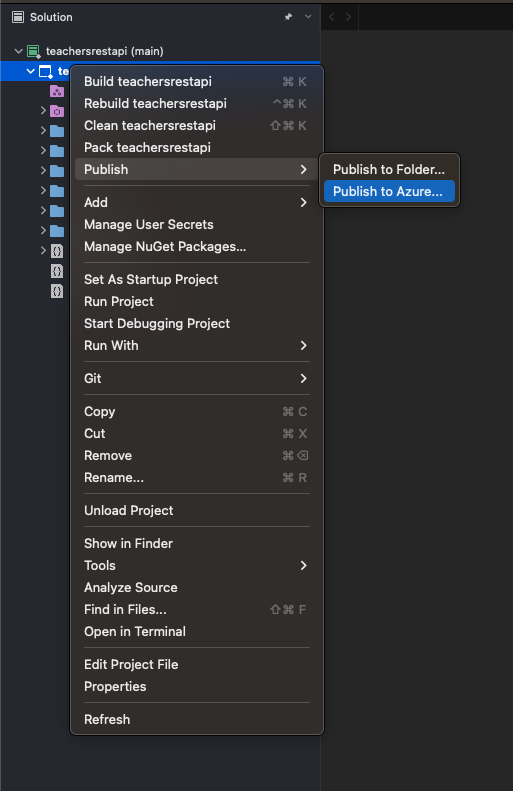 Solution
teachersrestapi (main)
te
Build teachersrestapi ⌘ K
Rebuild teachersrestapi ^⌘ K
Clean teachersrestapi ⇧⌘ K
Pack teachersrestapi
Publish
Publish to Folder...
Publish to Azure...
Add
Manage User Secrets
Manage NuGet Packages...
Set As Startup Project
Run Project
Start Debugging Project
Run With
Git
Copy ⌘ C
Cut ⌘ X
Remove ⌘ ⌫
Rename... ⌘ R
Unload Project
Show in Finder
Tools
Analyze Source
Find in Files... ⇧⌘ F
Open in Terminal
Edit Project File
Properties
Refresh